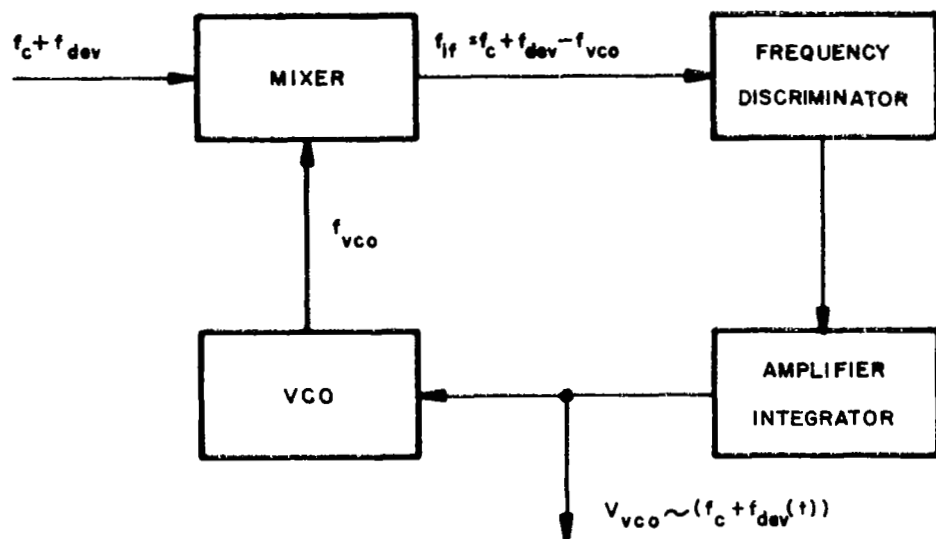 f_c + f_dev
MIXER
f_if = f_c + f_dev - f_vco
FREQUENCY
DISCRIMINATOR
f_vco
VCO
AMPLIFIER
INTEGRATOR
V_vco ~ (f_c + f_dev(t))